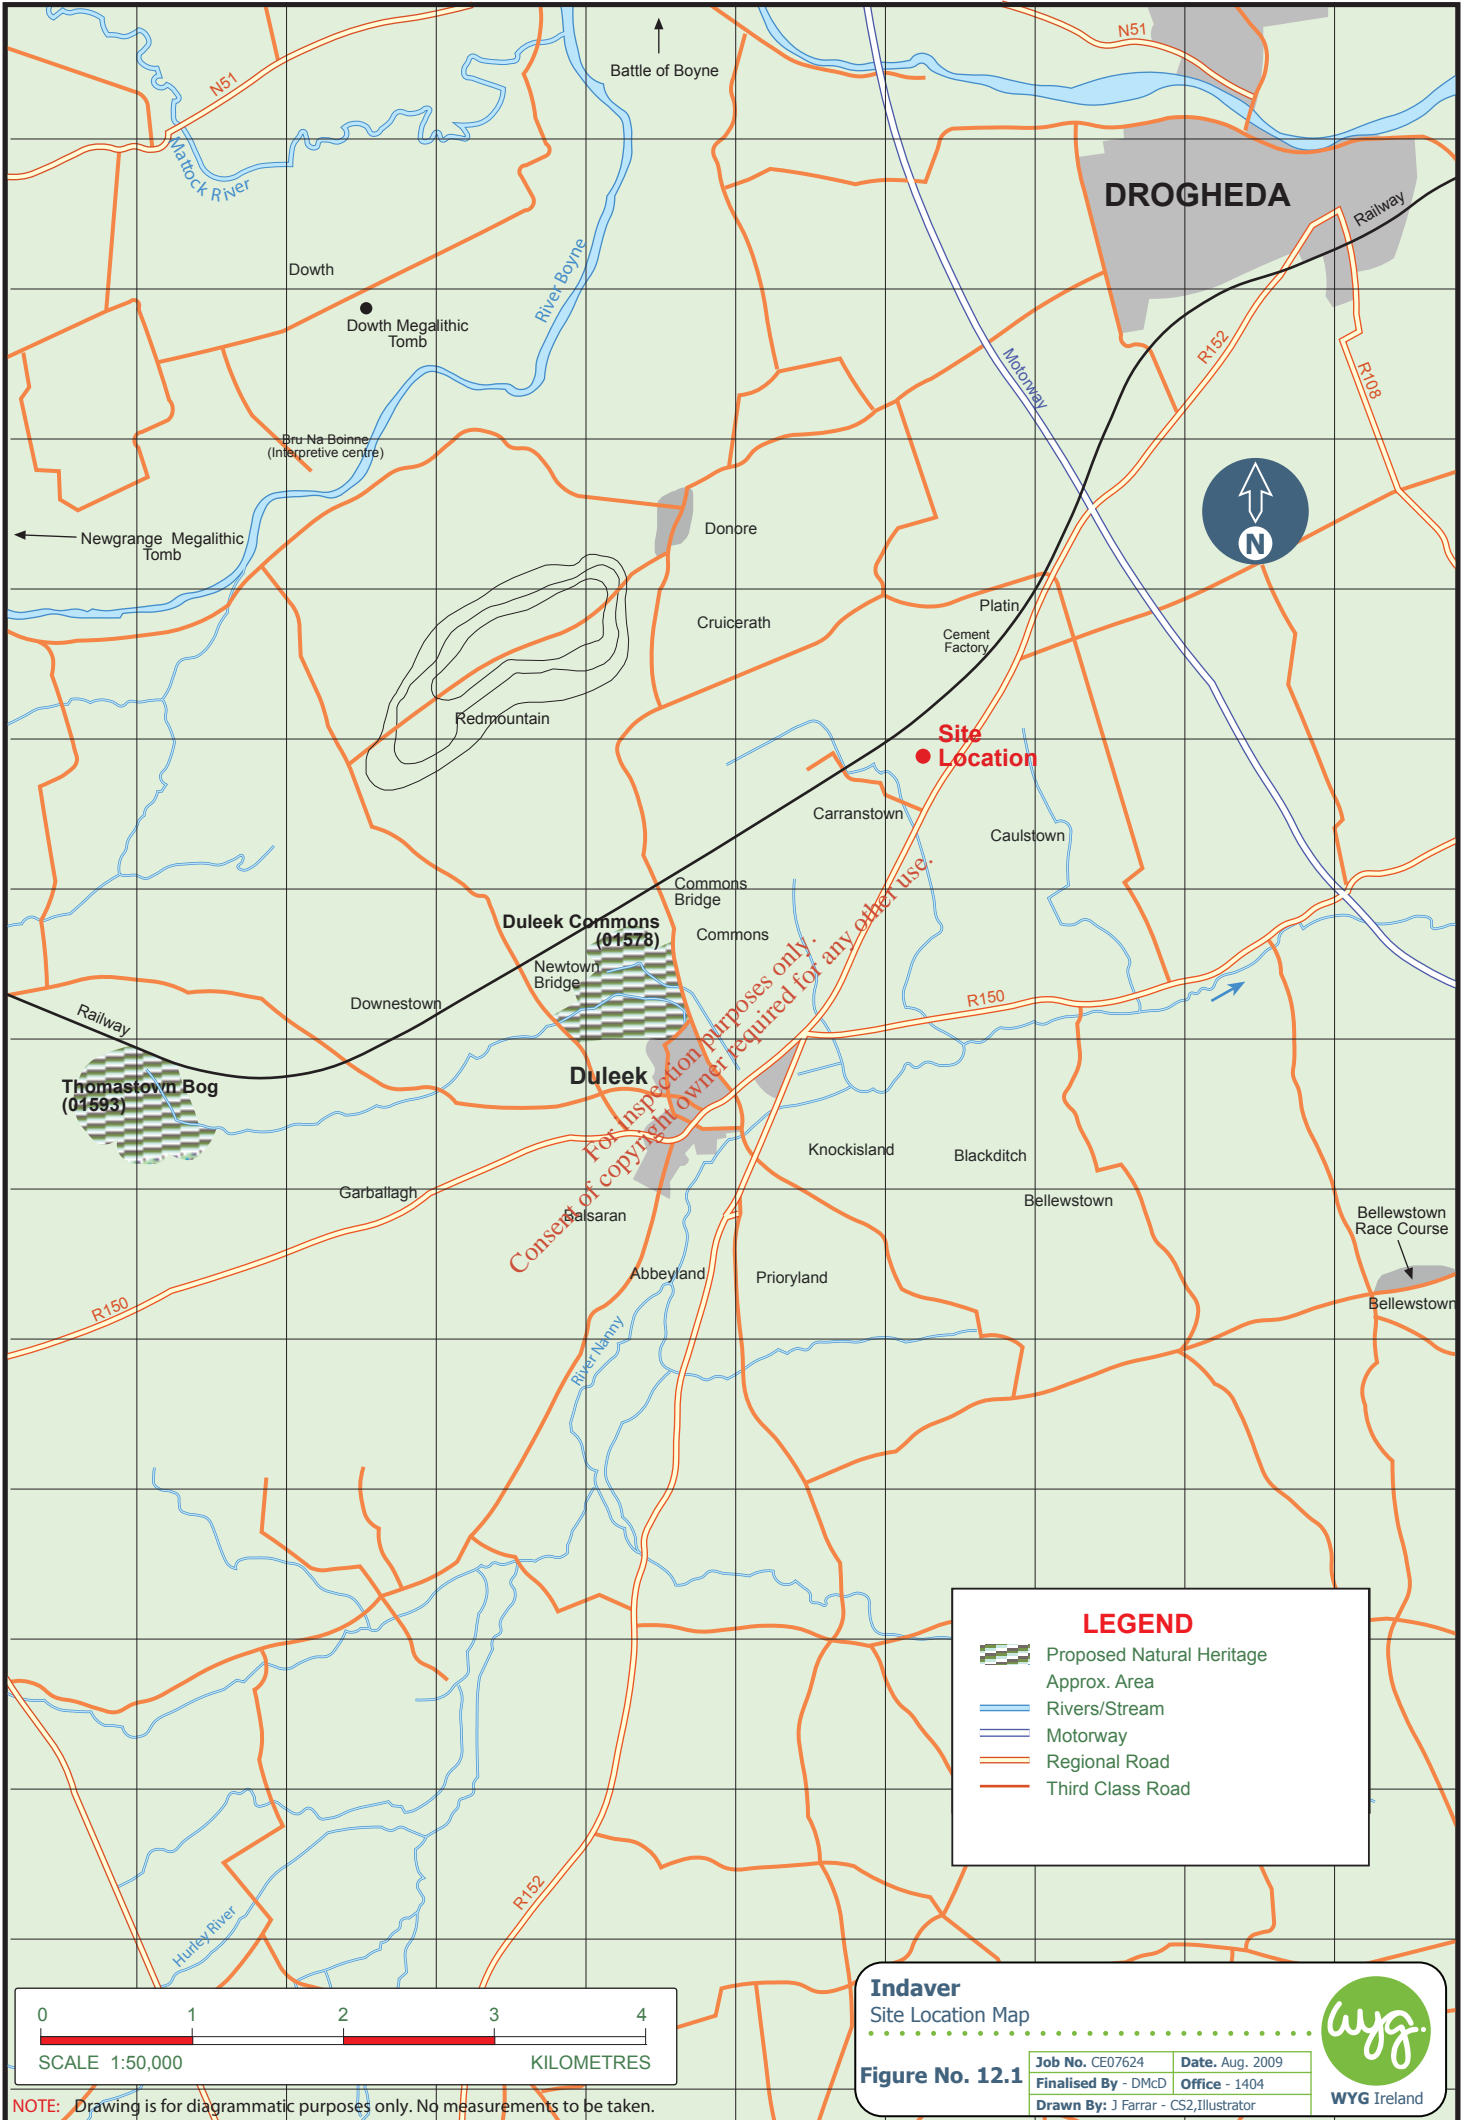 N51
N51
Battle of Boyne
Mattock River
DROGHEDA
Railway
Dowth
River Boyne
Dowth Megalithic
Tomb
Motorway
R152
R108
Bru Na Boinne
(Interpretive centre)
Newgrange Megalithic
Tomb
Donore
N
Platin
Cruicerath
Cement
Factory
Redmountain
Site
Location
Carranstown
Caulstown
Commons
Bridge
Duleek Commons
(01578)
Commons
Newtown
Bridge
Downestown
R150
Railway
Duleek
Thomastown Bog
(01593)
For inspection purposes only.
Consent of copyright owner required for any other use.
Knockisland
Blackditch
Garballagh
Bellewstown
Balsaran
Bellewstown
Race Course
Abbeyland
Prioryland
R150
Bellewstown
River Nanny
LEGEND
Proposed Natural Heritage
Approx. Area
Rivers/Stream
Motorway
Regional Road
Third Class Road
R152
Hurley River
0 1 2 3 4
SCALE 1:50,000 KILOMETRES
NOTE: Drawing is for diagrammatic purposes only. No measurements to be taken.
Indaver
Site Location Map
Figure No. 12.1
Job No. CE07624 Date. Aug. 2009
Finalised By - DMcD Office - 1404
Drawn By: J Farrar - CS2,Illustrator
wyg.
WYG Ireland